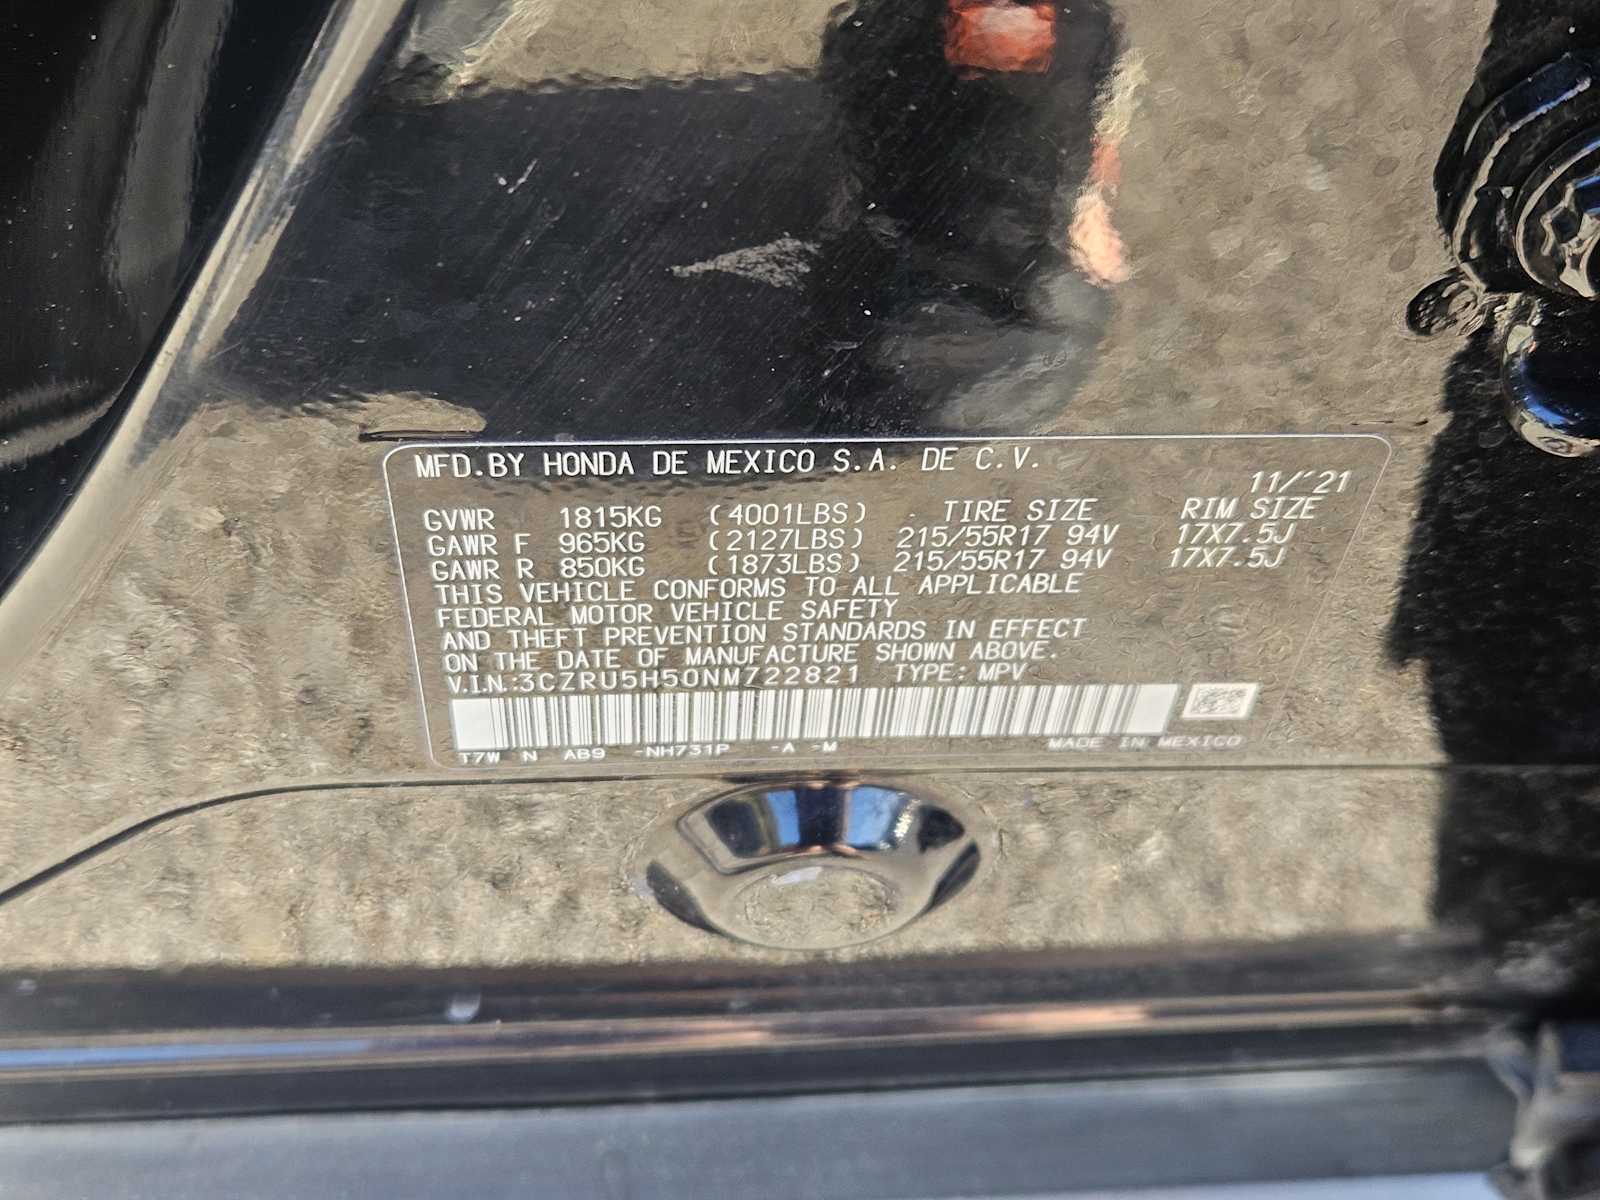 MFD.BY HONDA DE MEXICO S.A. DE C.V.
11/'21
GVWR 1815KG (4001LBS) - TIRE SIZE RIM SIZE
GAWR F 965KG (2127LBS) 215/55R17 94V 17X7.5J
GAWR R 850KG (1873LBS) 215/55R17 94V 17X7.5J
THIS VEHICLE CONFORMS TO ALL APPLICABLE
FEDERAL MOTOR VEHICLE SAFETY
AND THEFT PREVENTION STANDARDS IN EFFECT
ON THE DATE OF MANUFACTURE SHOWN ABOVE.
V.I.N.:3CZRU5H50NM722821 TYPE: MPV
T7W N AB9 -NH731P -A -M MADE IN MEXICO